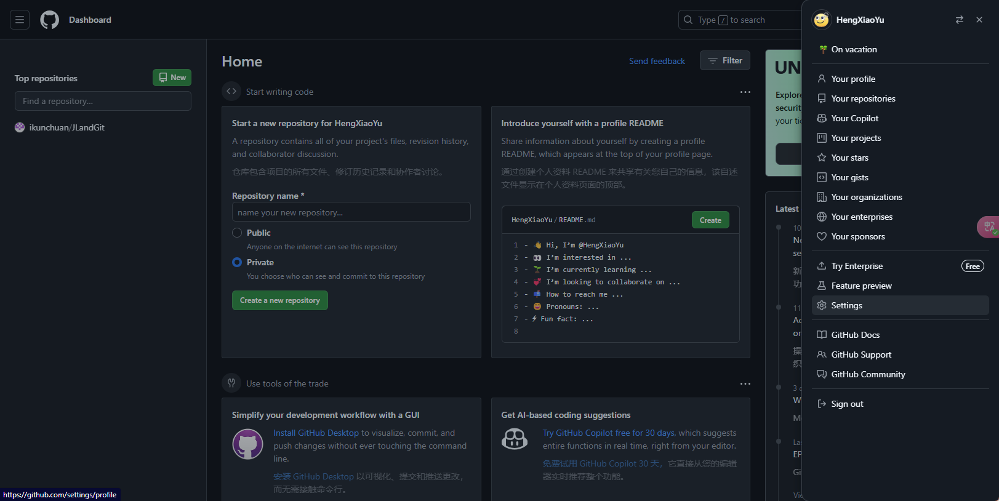 Dashboard
Type / to search
Top repositories
New
Find a repository...
ikunchuan/JLandGit
Home
Send feedback
Filter
Start writing code
Start a new repository for HengXiaoYu
A repository contains all of your project's files, revision history,
and collaborator discussion.
仓库包含项目的所有文件、修订历史记录和协作者讨论。
Repository name *
name your new repository...
Public
Anyone on the internet can see this repository
Private
You choose who can see and commit to this repository
Create a new repository
Introduce yourself with a profile README
Share information about yourself by creating a profile
README, which appears at the top of your profile page.
通过创建个人资料 README 来共享有关您自己的信息，该自述
文件显示在个人资料页面的顶部。
HengXiaoYu/README.md
Create
1 - 👋 Hi, I'm @HengXiaoYu
2 - 👀 I'm interested in ...
3 - 🌱 I'm currently learning ...
4 - 💞️ I'm looking to collaborate on ...
5 - 📫 How to reach me ...
6 - 😄 Pronouns: ...
7 - ⚡ Fun fact: ...
8
Use tools of the trade
Simplify your development workflow with a GUI
Install GitHub Desktop to visualize, commit, and
push changes without ever touching the command
line.
安装 GitHub Desktop 以可视化、提交和推送更改，
而无需接触命令行。
Get AI-based coding suggestions
Try GitHub Copilot free for 30 days, which suggests
entire functions in real time, right from your editor.
免费试用 GitHub Copilot 30 天，它直接从您的编辑
器实时推荐整个功能。
UN
Explore
securit
your tic
Latest
10
Ne
se
新
功
11
Ac
or
操
织
3
W
Las
EP
Gi
Vie
HengXiaoYu
On vacation
Your profile
Your repositories
Your Copilot
Your projects
Your stars
Your gists
Your organizations
Your enterprises
Your sponsors
Try Enterprise
Free
Feature preview
Settings
GitHub Docs
GitHub Support
GitHub Community
Sign out
https://github.com/settings/profile